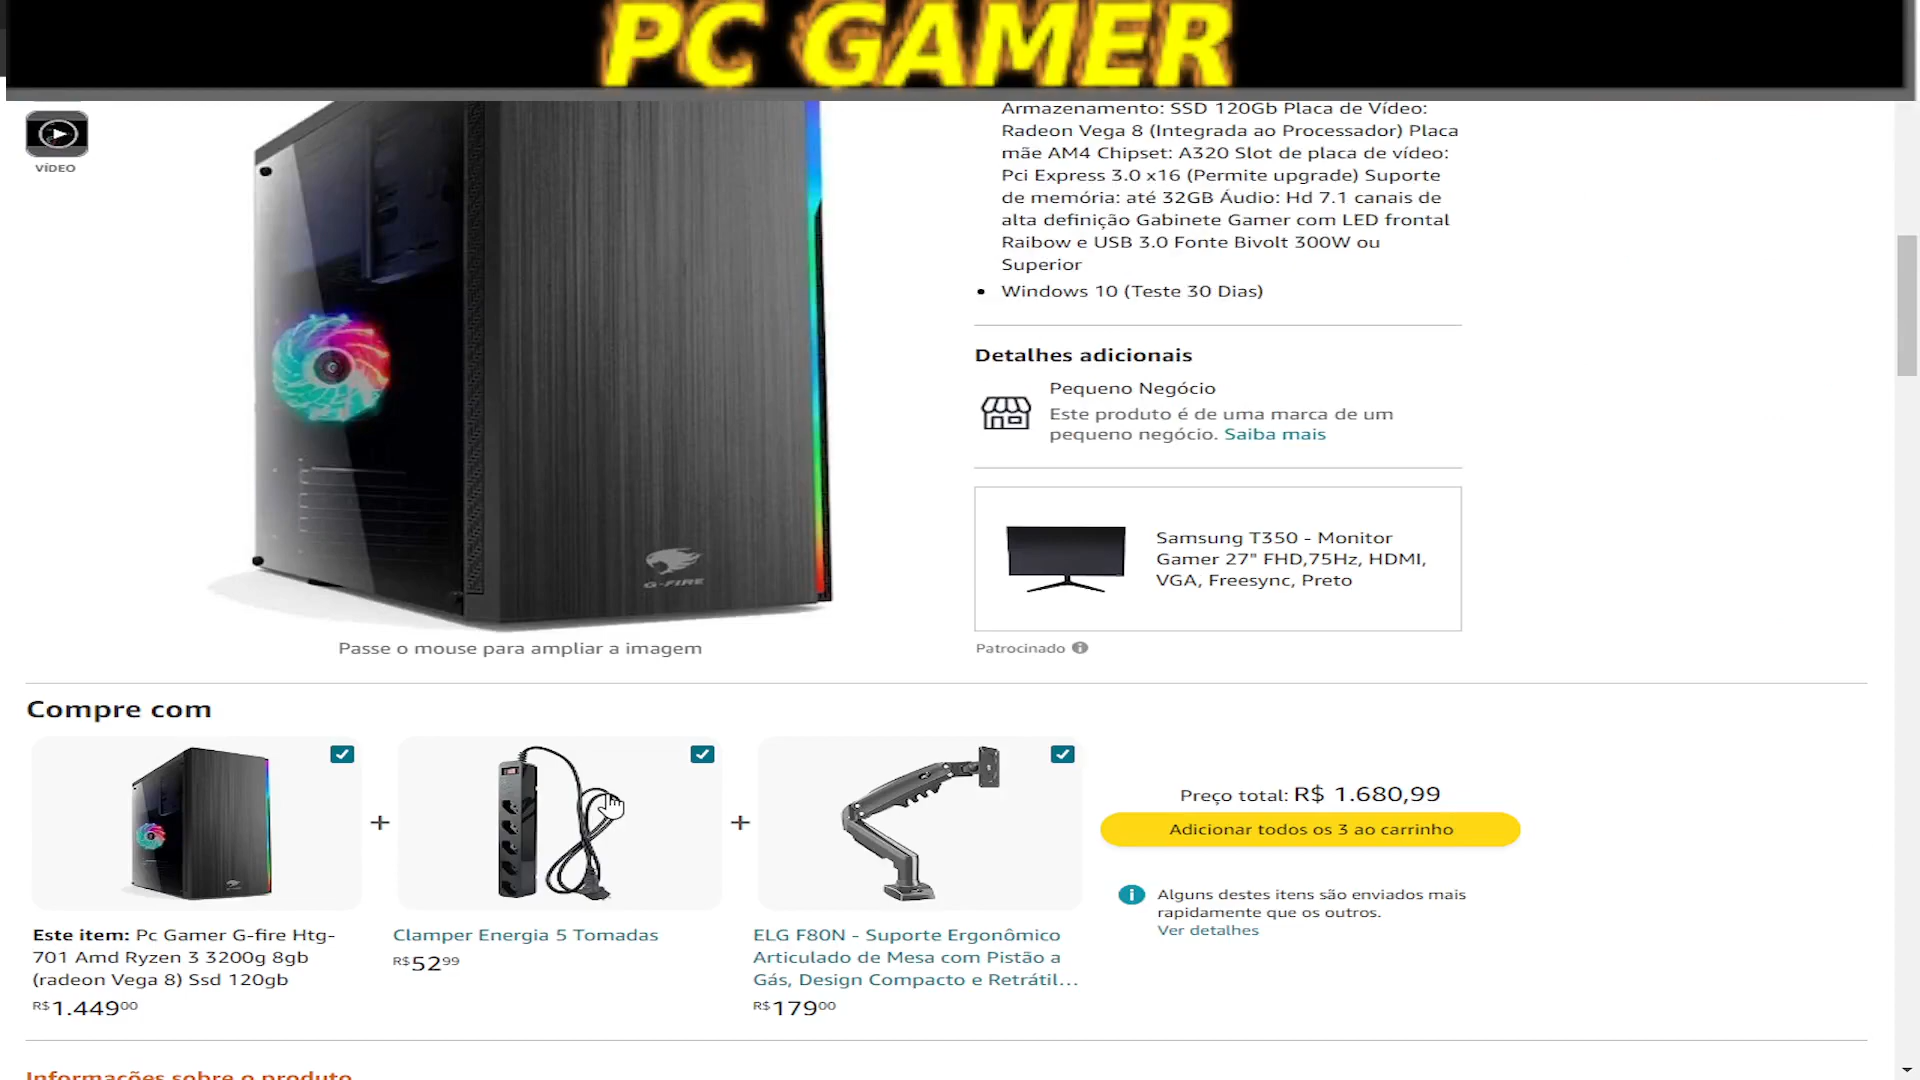 PC GAMER
VÍDEO
Armazenamento: SSD 120Gb Placa de Vídeo:
Radeon Vega 8 (Integrada ao Processador) Placa
mãe AM4 Chipset: A320 Slot de placa de vídeo:
Pci Express 3.0 x16 (Permite upgrade) Suporte
de memória: até 32GB Áudio: Hd 7.1 canais de
alta definição Gabinete Gamer com LED frontal
Raibow e USB 3.0 Fonte Bivolt 300W ou
Superior
Windows 10 (Teste 30 Dias)
Detalhes adicionais
Pequeno Negócio
Este produto é de uma marca de um
pequeno negócio. Saiba mais
Samsung T350 - Monitor
Gamer 27" FHD,75Hz, HDMI,
VGA, Freesync, Preto
Patrocinado
G-FIRE
Passe o mouse para ampliar a imagem
Compre com
+
+
Este item: Pc Gamer G-fire Htg-
701 Amd Ryzen 3 3200g 8gb
(radeon Vega 8) Ssd 120gb
R$1.44900
Clamper Energia 5 Tomadas
R$5299
ELG F80N - Suporte Ergonômico
Articulado de Mesa com Pistão a
Gás, Design Compacto e Retrátil...
R$17900
Preço total: R$ 1.680,99
Adicionar todos os 3 ao carrinho
Alguns destes itens são enviados mais
rapidamente que os outros.
Ver detalhes
Informações sobre o produto